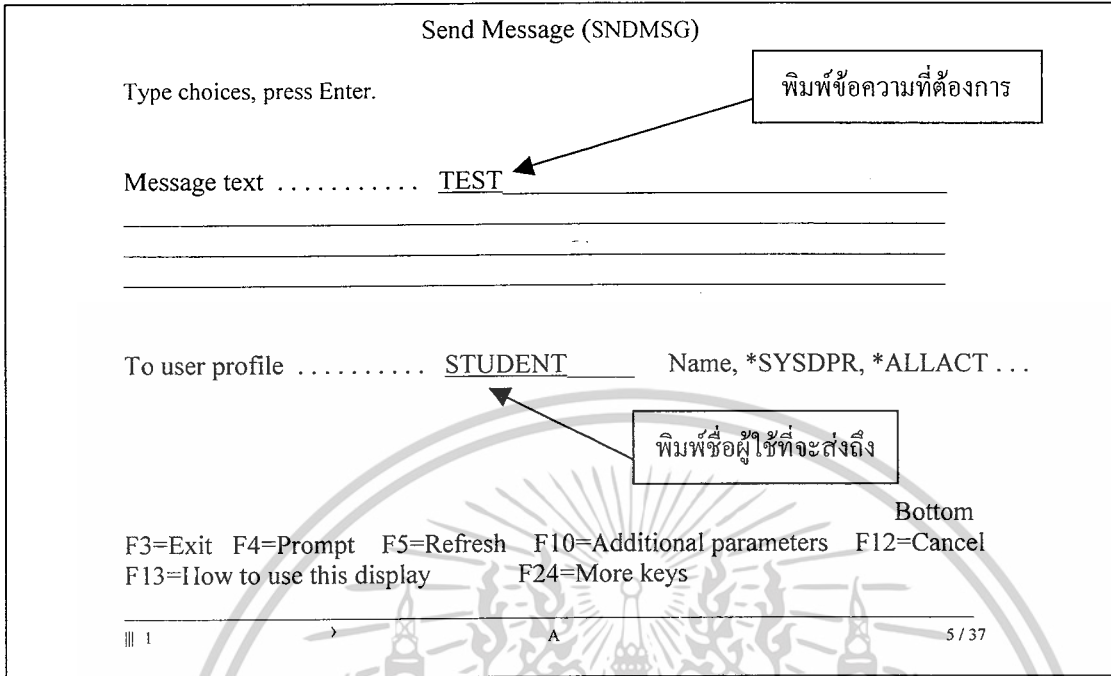 Send Message (SNDMSG)
Type choices, press Enter.
พิมพ์ข้อความที่ต้องการ
Message text ........... TEST
To user profile .......... STUDENT Name, *SYSDPR, *ALLACT ...
พิมพ์ชื่อผู้ใช้ที่จะส่งถึง
Bottom
F3=Exit F4=Prompt F5=Refresh F10=Additional parameters F12=Cancel
F13=How to use this display F24=More keys
1 › A 5 / 37